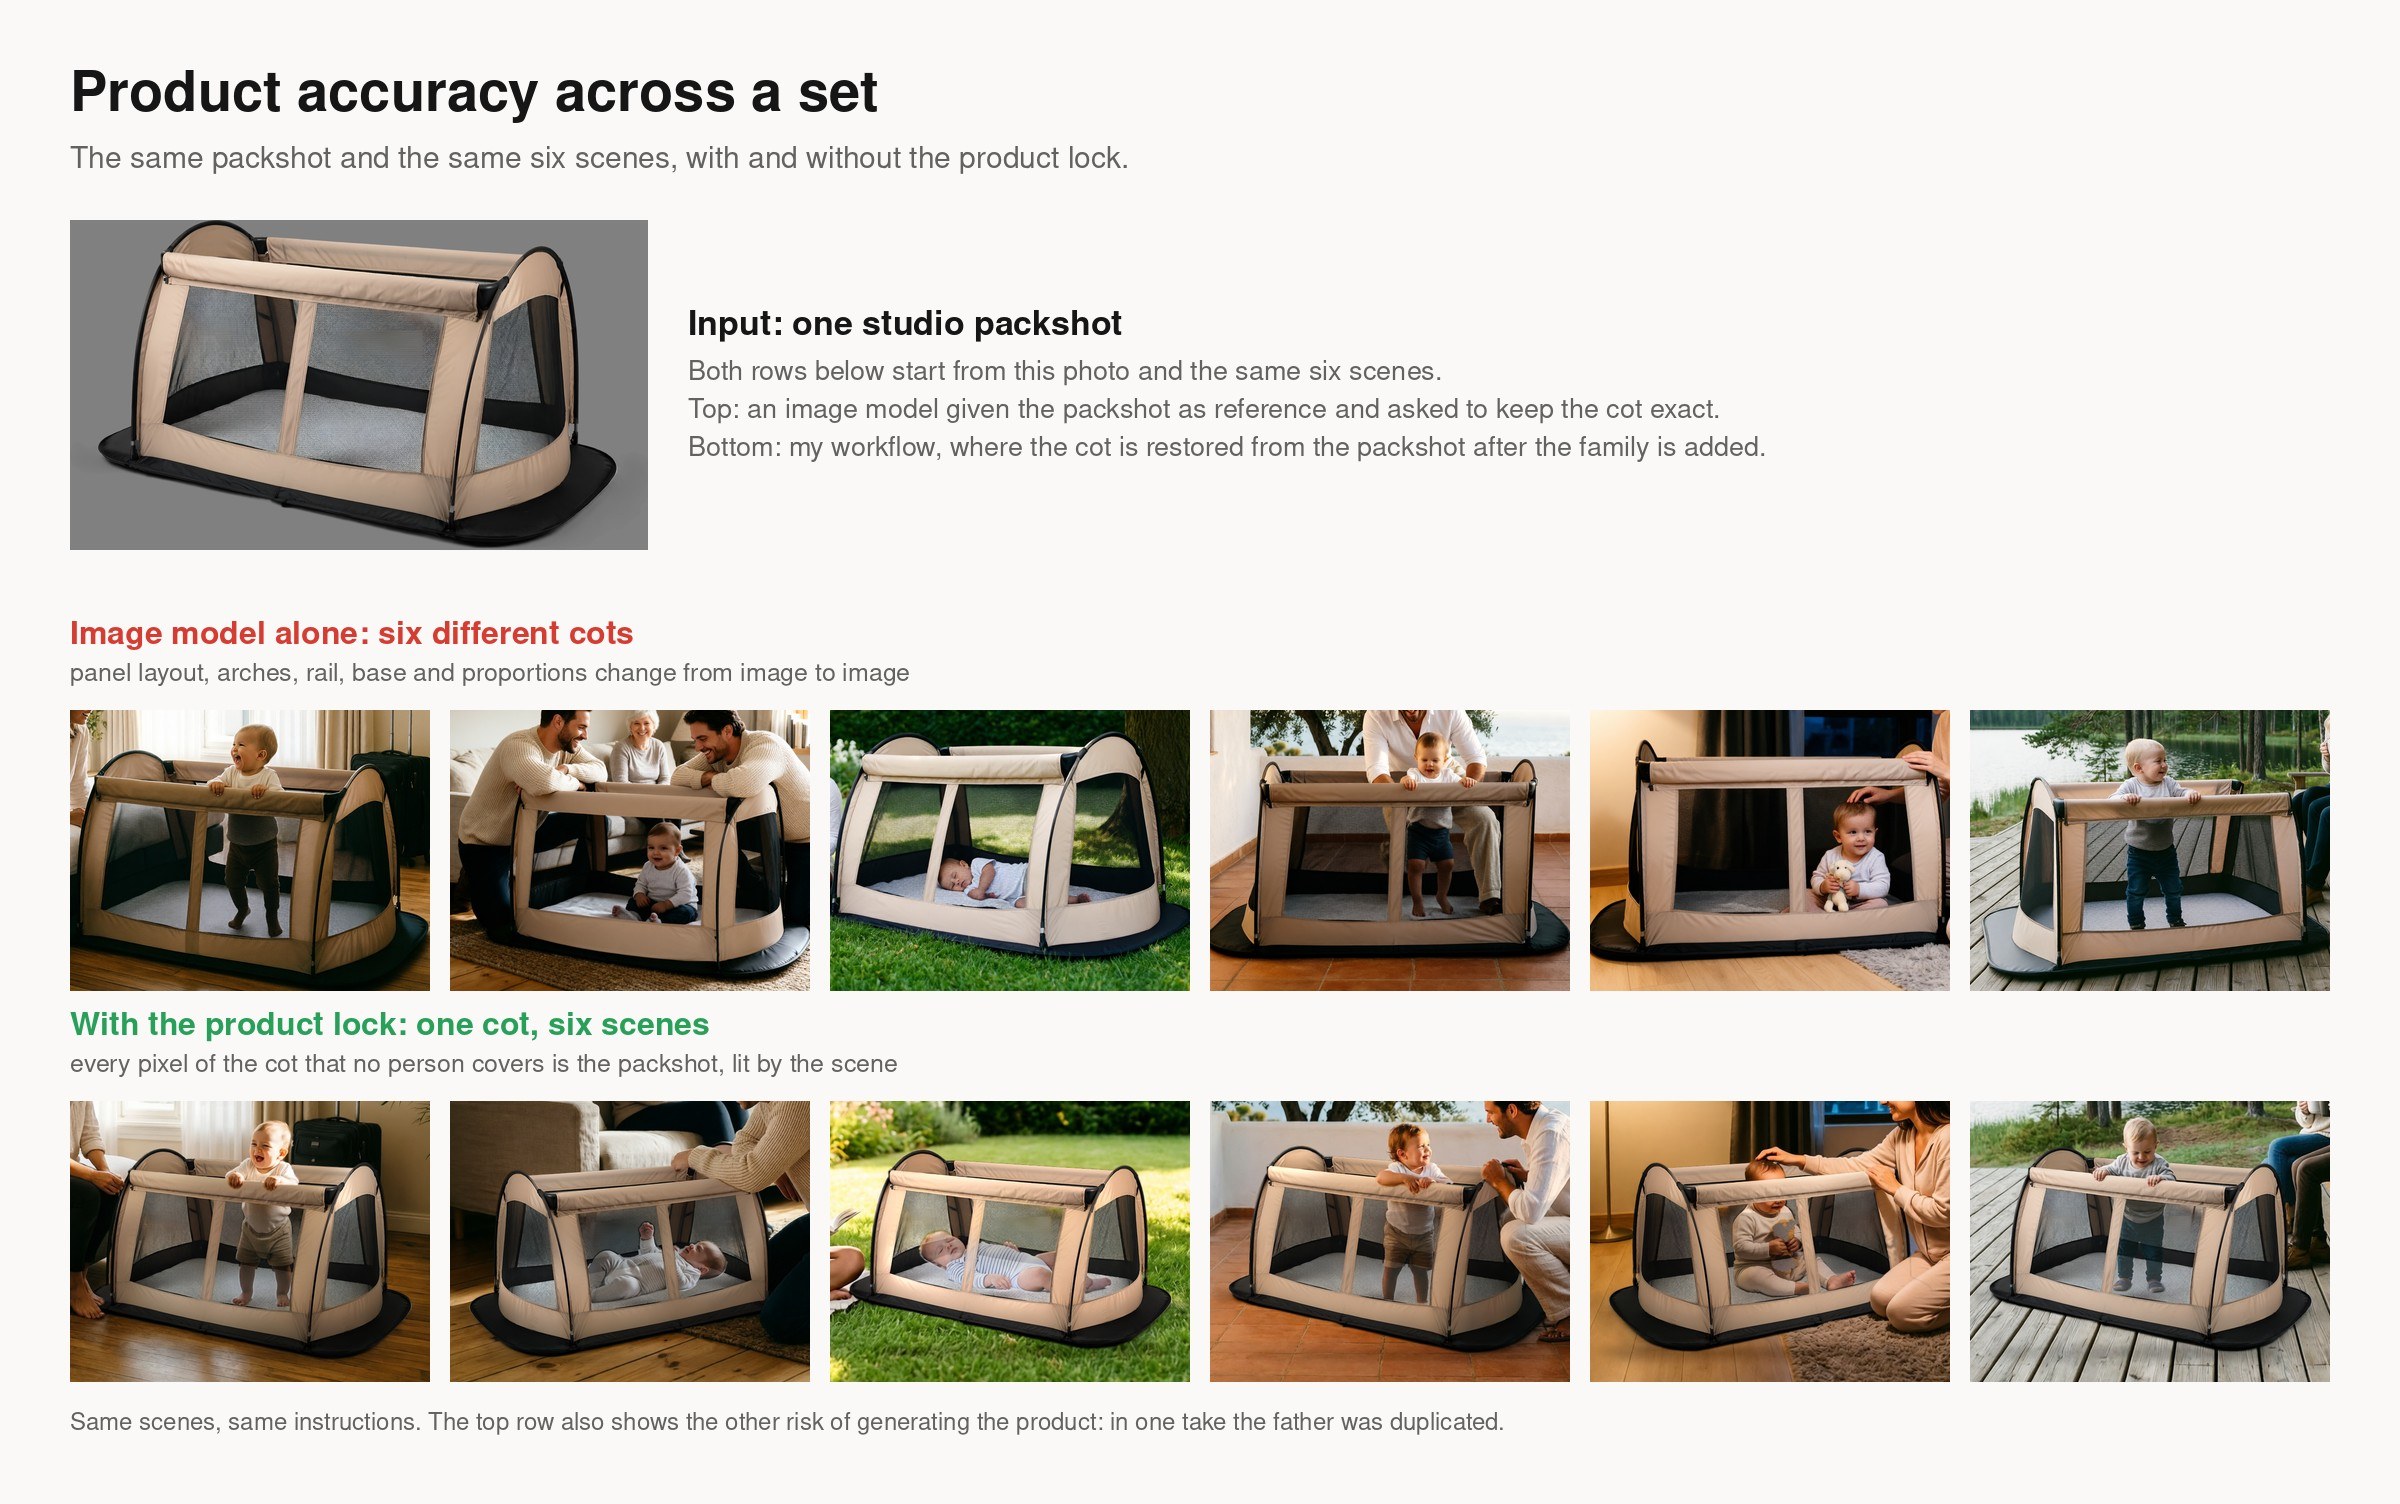 Product accuracy across a set
The same packshot and the same six scenes, with and without the product lock.
Input: one studio packshot
Both rows below start from this photo and the same six scenes.
Top: an image model given the packshot as reference and asked to keep the cot exact.
Bottom: my workflow, where the cot is restored from the packshot after the family is added.
Image model alone: six different cots
panel layout, arches, rail, base and proportions change from image to image
With the product lock: one cot, six scenes
every pixel of the cot that no person covers is the packshot, lit by the scene
Same scenes, same instructions. The top row also shows the other risk of generating the product: in one take the father was duplicated.